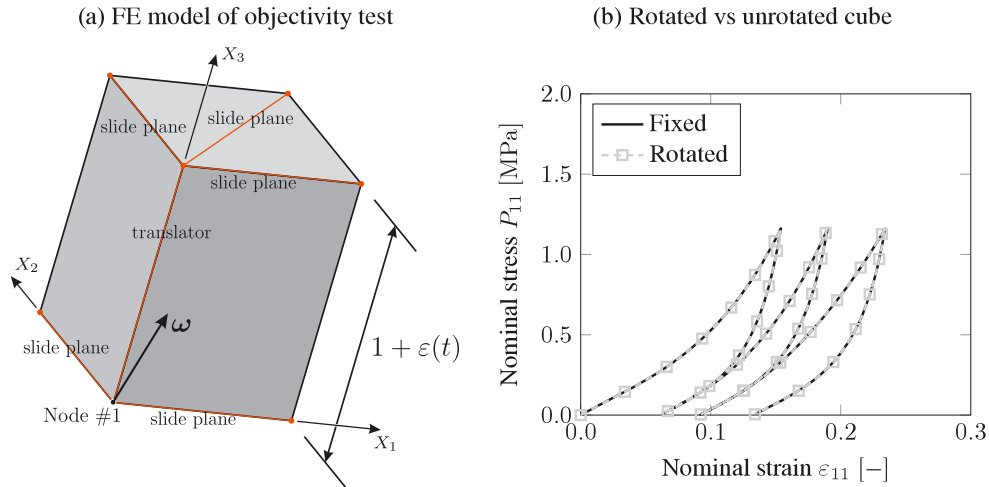 (a) FE model of objectivity test
X₃
slide plane
slide plane
slide plane
translator
X₂
ω
slide plane
1 + ε(t)
Node #1
slide plane
X₁
(b) Rotated vs unrotated cube
Nominal stress P₁₁ [MPa]
2.0
1.5
1.0
0.5
0.0
Fixed
Rotated
0.0
0.1
0.2
0.3
Nominal strain ε₁₁ [−]